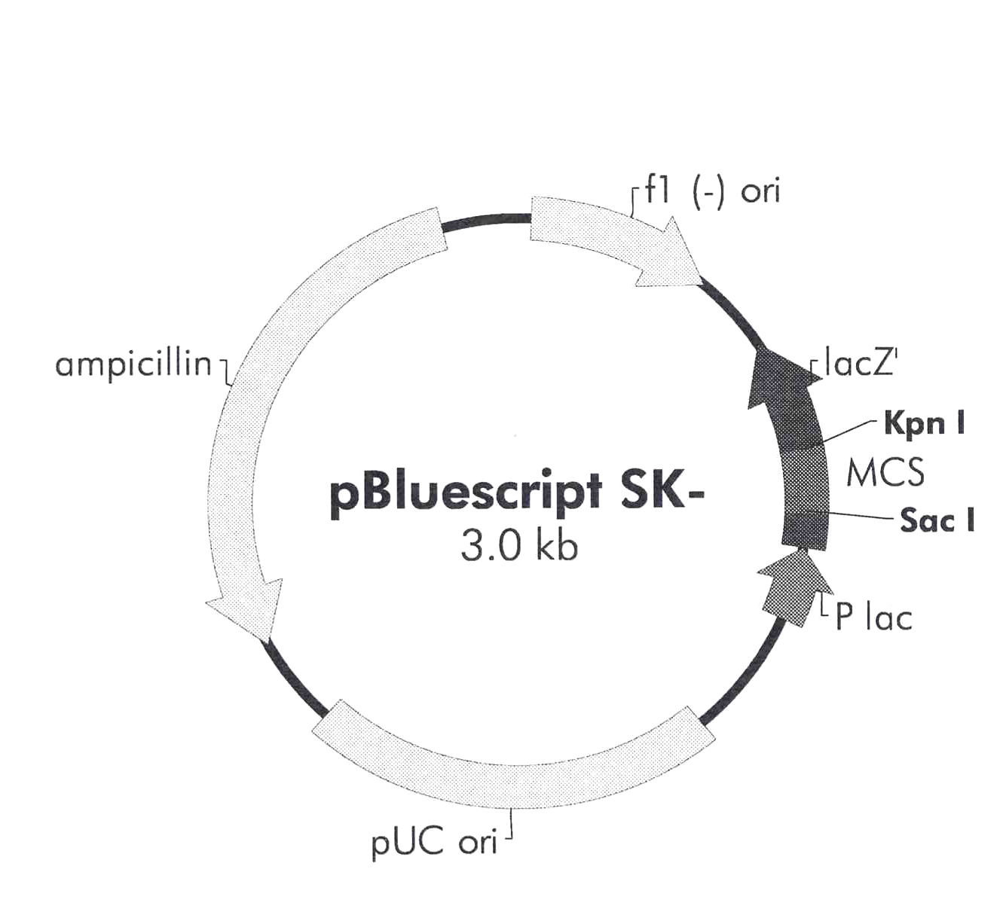 f1 (-) ori
ampicillin
lacZ'
Kpn I
MCS
pBluescript SK-
Sac I
3.0 kb
P lac
pUC ori